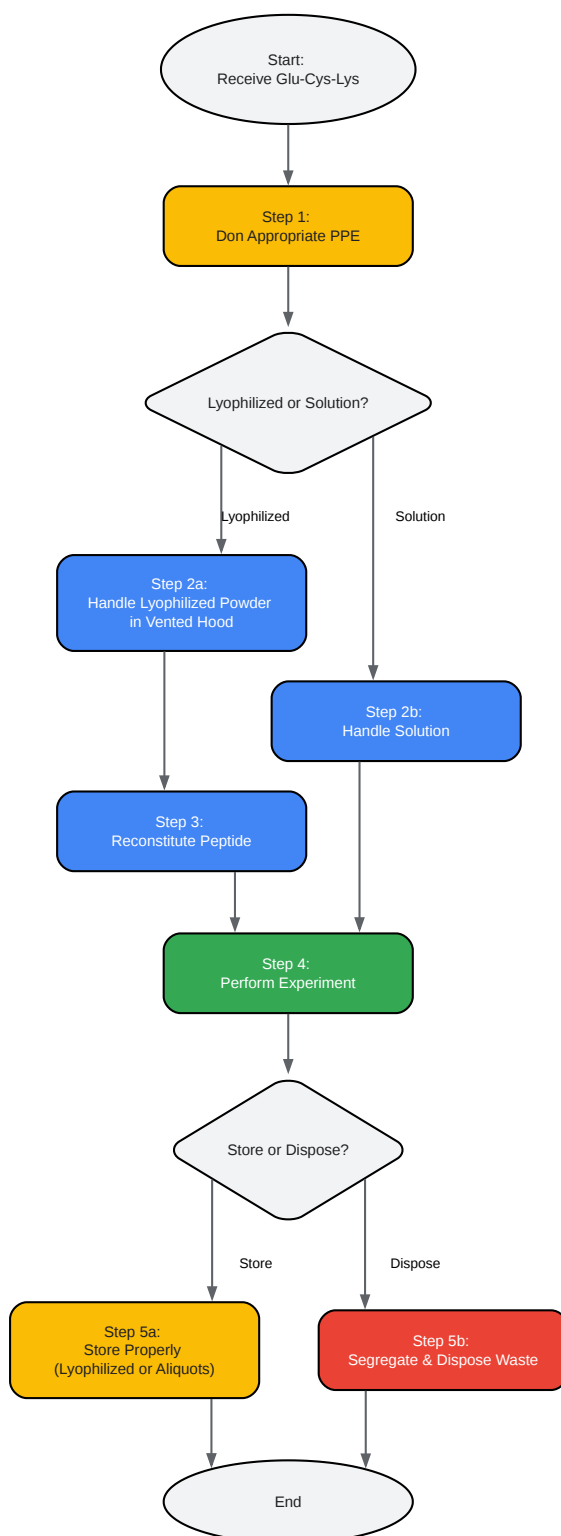 Start:
Receive Glu-Cys-Lys
Step 1:
Don Appropriate PPE
Lyophilized or Solution?
Lyophilized
Solution
Step 2a:
Handle Lyophilized Powder
in Vented Hood
Step 2b:
Handle Solution
Step 3:
Reconstitute Peptide
Step 4:
Perform Experiment
Store or Dispose?
Store
Dispose
Step 5a:
Store Properly
(Lyophilized or Aliquots)
Step 5b:
Segregate & Dispose Waste
End